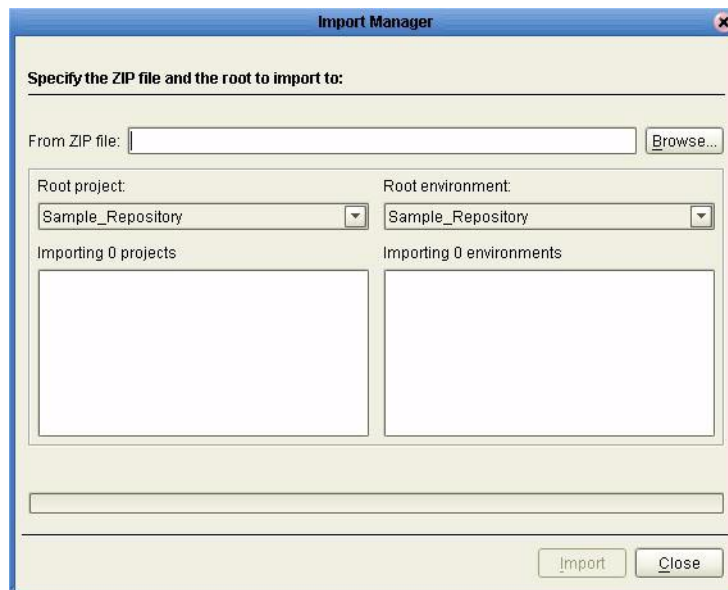 Import Manager
Specify the ZIP file and the root to import to:
From ZIP file:
Browse...
Root project:
Root environment:
Sample_Repository
Sample_Repository
Importing 0 projects
Importing 0 environments
Import
Close